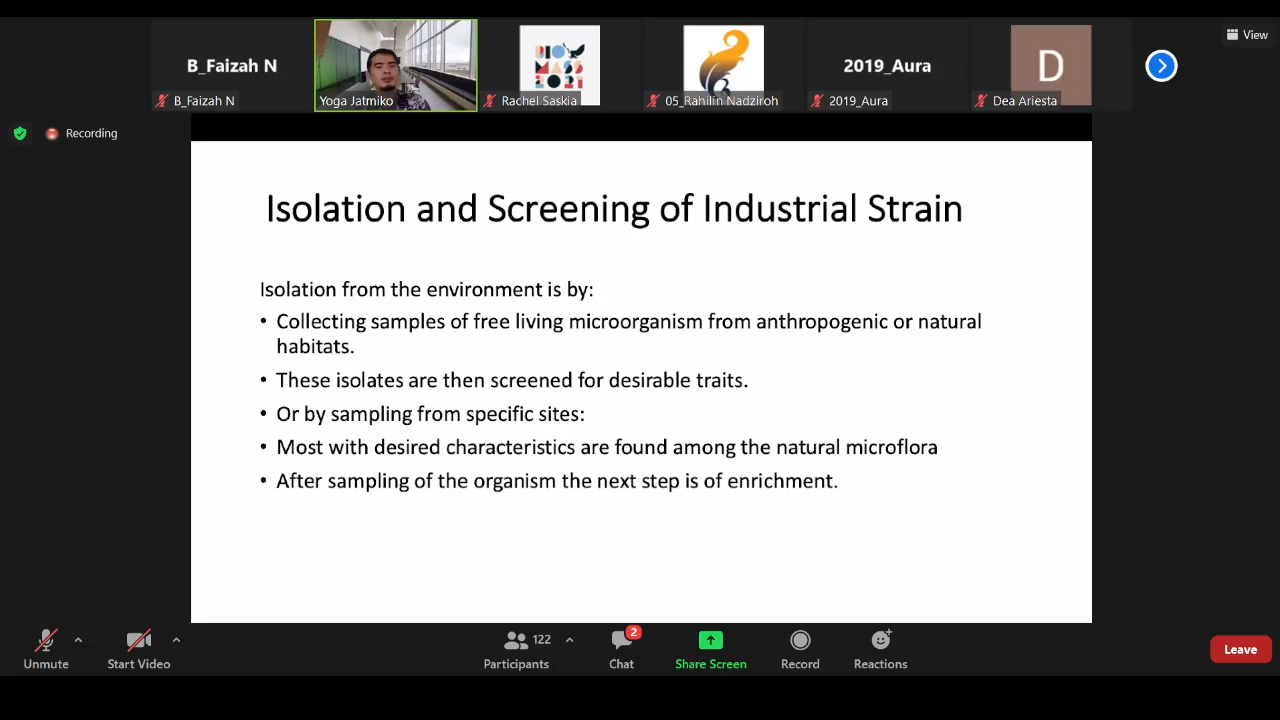 View
B_Faizah N
2019_Aura
D
BIO
MASS
2021
B_Faizah N
Yoga Jatmiko
Rachel Saskia
05_Rahilin Nadziroh
2019_Aura
Dea Ariesta
Recording
Isolation and Screening of Industrial Strain
Isolation from the environment is by:
• Collecting samples of free living microorganism from anthropogenic or natural
habitats.
• These isolates are then screened for desirable traits.
• Or by sampling from specific sites:
• Most with desired characteristics are found among the natural microflora
• After sampling of the organism the next step is of enrichment.
122
2
Unmute
Start Video
Participants
Chat
Share Screen
Record
Reactions
Leave